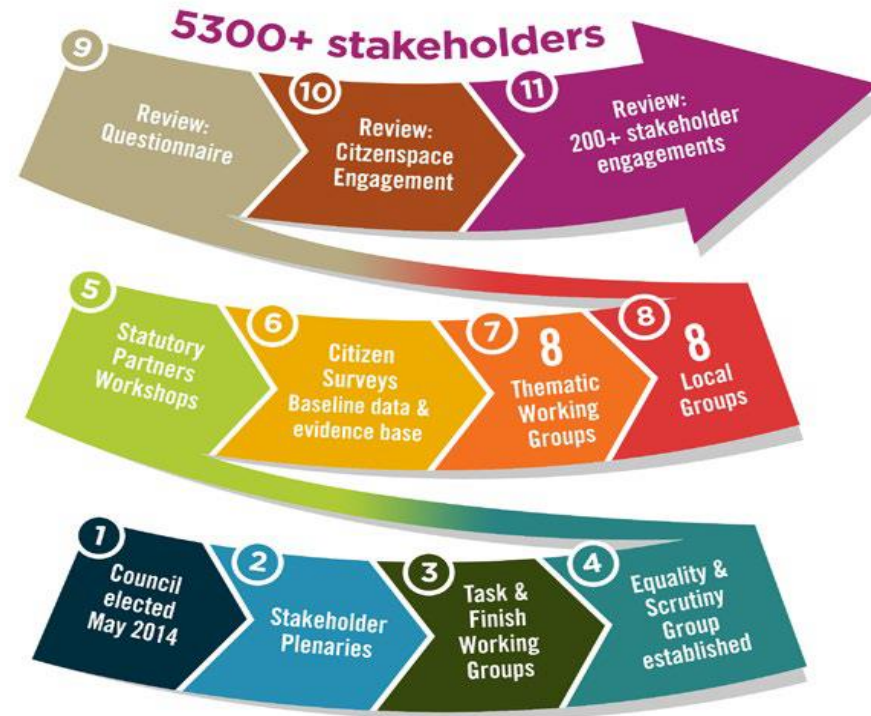 5300+ stakeholders
9
Review:
Questionnaire
10
Review:
Citzenspace
Engagement
11
Review:
200+ stakeholder
engagements
5
Statutory
Partners
Workshops
6
Citizen
Surveys
Baseline data &
evidence base
7
8
Thematic
Working
Groups
8
8
Local
Groups
1
Council
elected
May 2014
2
Stakeholder
Plenaries
3
Task &
Finish
Working
Groups
4
Equality &
Scrutiny
Group
established